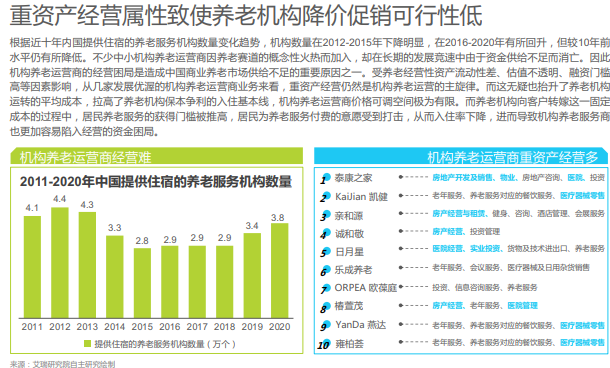 重资产经营属性致使养老机构降价促销可行性低
根据近十年内国提供住宿的养老服务机构数量变化趋势，机构数量在2012-2015年下降明显，在2016-2020年有所回升，但较10年前
水平仍有所降低。不少中小机构养老运营商因养老赛道的概念性火热而加入，却在长期的发展竞速中由于资金供给不足而消亡。因此
机构养老运营商的经营困局是造成中国商业养老市场供给不足的重要原因之一。受养老经营性资产流动性差、估值不透明、融资门槛
高等因素影响，从几家发展优渥的机构养老运营商业务来看，重资产经营仍然是机构养老运营的主旋律。而这无疑也抬升了养老机构
运转的平均成本，拉高了养老机构保本争利的入住基本线，机构养老运营商价格可调空间极为有限。而养老机构向客户转嫁这一固定
成本的过程中，居民养老服务的获得门槛被推高，居民为养老服务付费的意愿受到打击，从而入住率下降，进而导致机构养老服务商
也更加容易陷入经营的资金困局。
机构养老运营商经营难
2011-2020年中国提供住宿的养老服务机构数量
4.1 4.4 4.3 3.3 2.8 2.9 2.9 2.9 3.4 3.8
2011 2012 2013 2014 2015 2016 2017 2018 2019 2020
提供住宿的养老服务机构数量（万个）
机构养老运营商重资产经营多
1 泰康之家 房地产开发及销售、物业、房地产咨询、医院、投资
2 KaiJian 凯健 老年服务、养老服务对应的餐饮服务、医疗器械零售
3 亲和源 房产经营与租赁、健身、咨询、酒店管理、会展服务
4 诚和敬 房产经营、投资管理
5 日月星 医院经营、实业投资、货物及技术进出口、养老服务
6 乐成养老 老年服务、会议服务、医疗器械及日用杂货销售
7 ORPEA 欧葆庭 投资、信息咨询服务、养老服务
8 椿萱茂 房产经营、老年服务、医院管理
9 YanDa 燕达 老年服务、养老服务对应的餐饮服务、医疗器械零售
10 雍柏荟 老年服务、养老服务对应的餐饮服务、医疗器械零售
来源：艾瑞研究院自主研究绘制